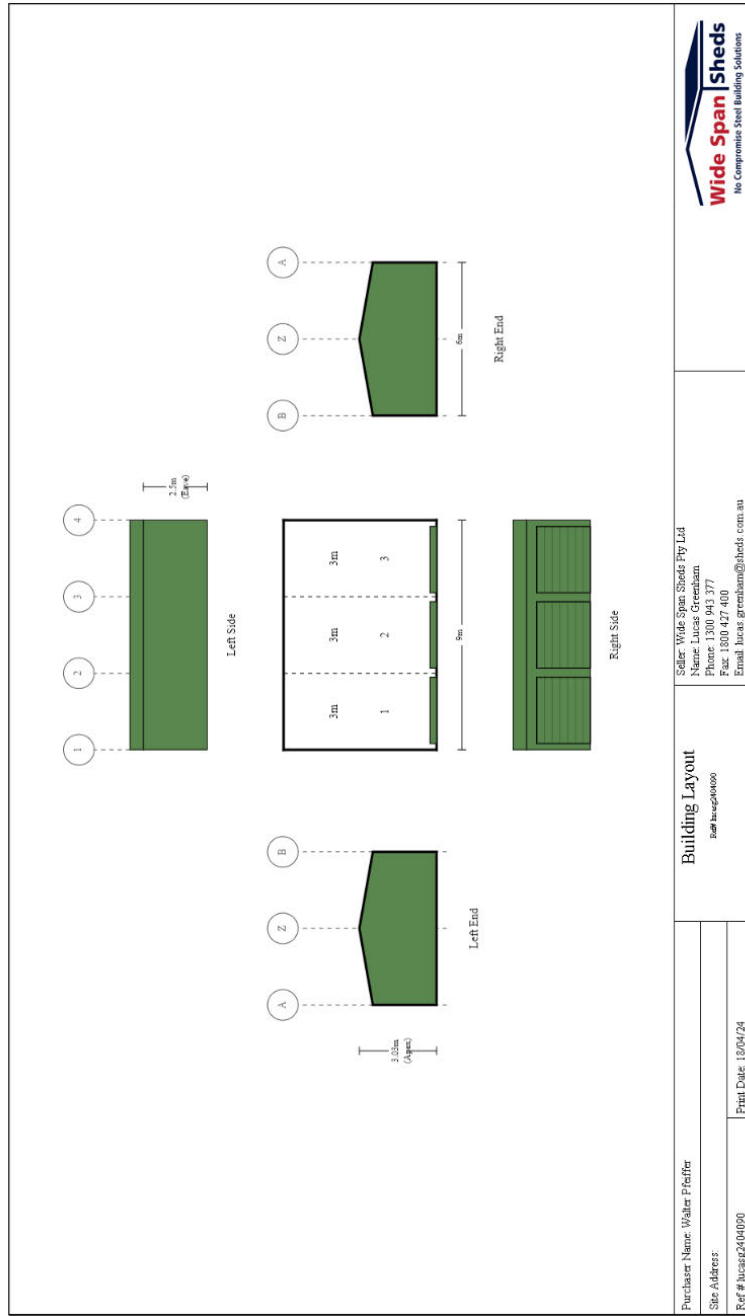 1
2
3
4
2.5m
(Eave)
Left Side
A
Z
B
3.03m
(Apex)
Left End
3m
3m
3m
1
2
3
9m
B
Z
A
6m
Right End
Right Side
Purchaser Name: Walter Pfeiffer
Site Address:
Ref # lucasg2404090
Print Date: 18/04/24
Building Layout
Ref# lucasg2404090
Seller: Wide Span Sheds Pty Ltd
Name: Lucas Greenham
Phone: 1300 943 377
Fax: 1800 427 400
Email: lucas.greenham@sheds.com.au
Wide Span Sheds
No Compromise Steel Building Solutions